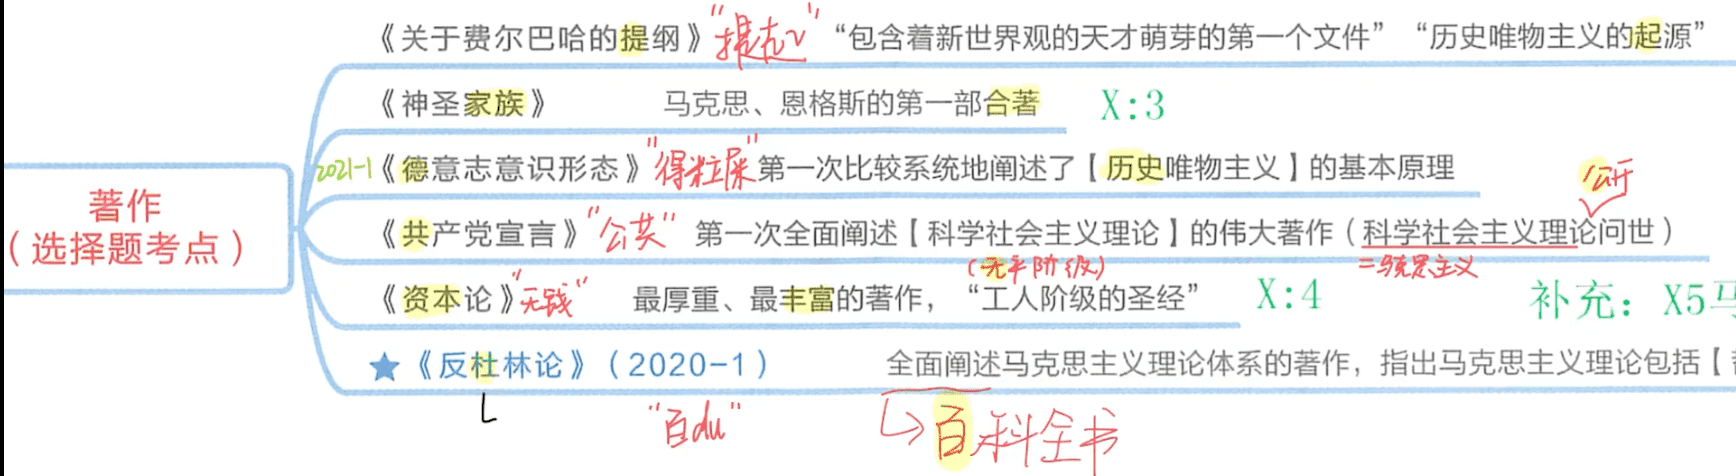 《关于费尔巴哈的提纲》 “包含着新世界观的天才萌芽的第一个文件” “历史唯物主义的起源”
《神圣家族》 马克思、恩格斯的第一部合著 X:3
2021-1 《德意志意识形态》 “得粒屎” 第一次比较系统地阐述了【历史唯物主义】的基本原理
公开
著作
(选择题考点)
《共产党宣言》 “公共” 第一次全面阐述【科学社会主义理论】的伟大著作(科学社会主义理论问世)
(无产阶级) =马克思主义
《资本论》 “无钱” 最厚重、最丰富的著作, “工人阶级的圣经” X:4 补充: X5马
★《反杜林论》(2020-1) 全面阐述马克思主义理论体系的著作, 指出马克思主义理论包括【
“百du” 百科全书